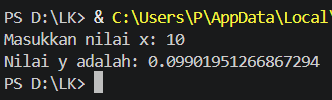 PS D:\LK> & C:\Users\P\AppData\Local\
Masukkan nilai x: 10
Nilai y adalah: 0.09901951266867294
PS D:\LK>